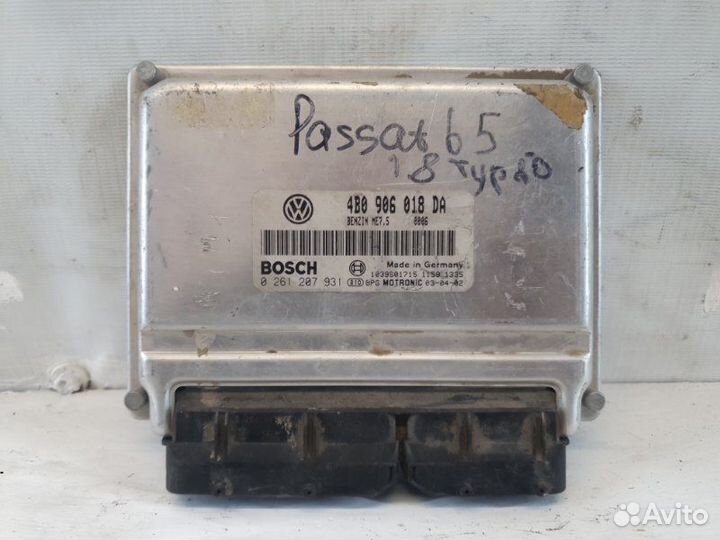 Passat b5
1.8 Турбо
4B0 906 018 DA
BENZIN ME7.5 0006
BOSCH
Made in Germany
0 261 207 931
1039S01715 1158 1335
BPS MOTRONIC 03-04-02
Avito